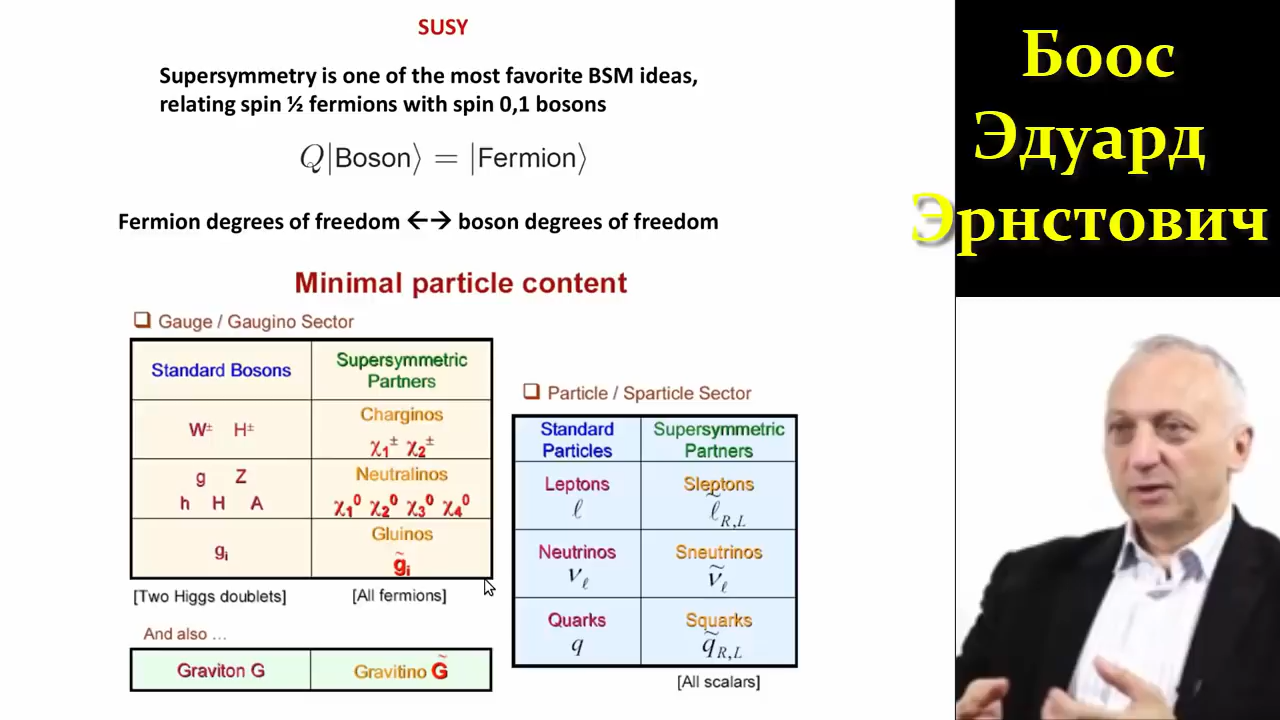 SUSY
Supersymmetry is one of the most favorite BSM ideas,
relating spin ½ fermions with spin 0,1 bosons
Q|Boson⟩ = |Fermion⟩
Fermion degrees of freedom ←→ boson degrees of freedom
Minimal particle content
❑ Gauge / Gaugino Sector
Standard Bosons
Supersymmetric
Partners
W± H±
Charginos
χ₁± χ₂±
g Z
h H A
Neutralinos
χ₁⁰ χ₂⁰ χ₃⁰ χ₄⁰
gᵢ
Gluinos
g̃ᵢ
[Two Higgs doublets]
[All fermions]
And also ...
Graviton G
Gravitino G̃
❑ Particle / Sparticle Sector
Standard
Particles
Supersymmetric
Partners
Leptons
ℓ
Sleptons
ℓ̃R,L
Neutrinos
νℓ
Sneutrinos
ν̃ℓ
Quarks
q
Squarks
q̃R,L
[All scalars]
Боос
Эдуард
Эрнстович